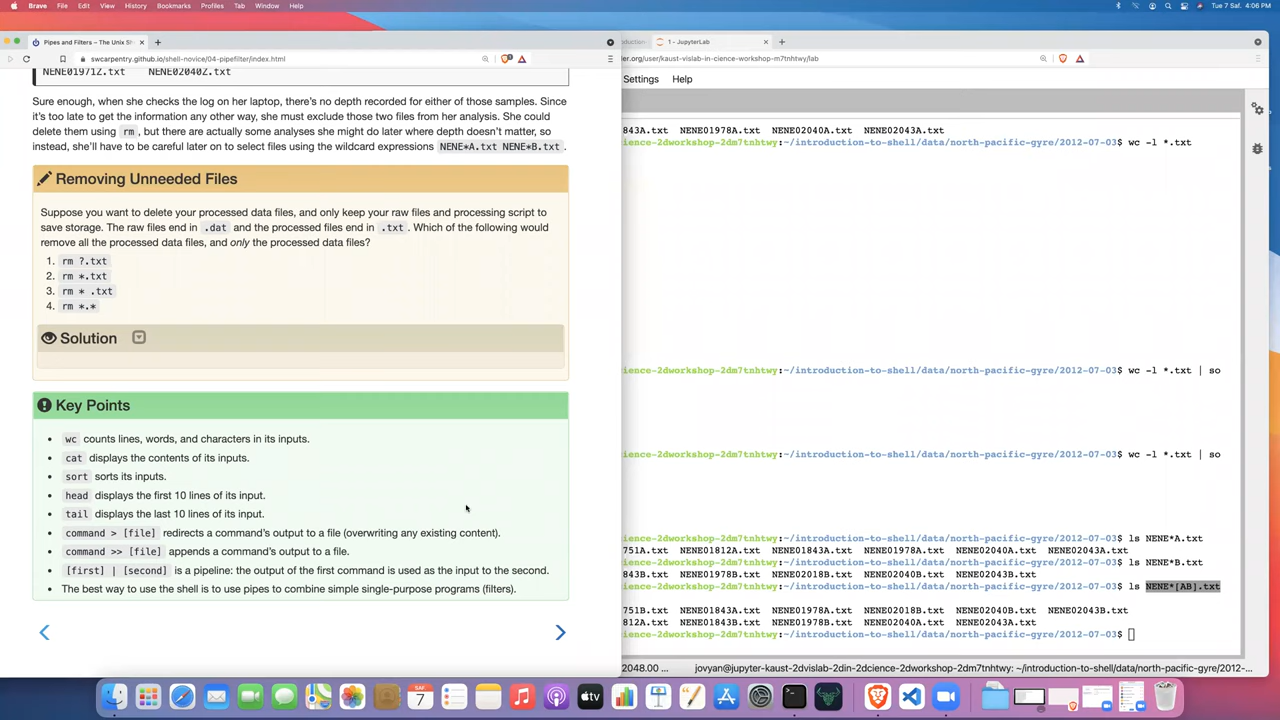 Brave File Edit View History Bookmarks Profiles Tab Window Help Tue 7 Saf. 4:06 PM
Pipes and Filters – The Unix Sh
swcarpentry.github.io/shell-novice/04-pipefilter/index.html
NENE01971Z.txt NENE02040Z.txt
Sure enough, when she checks the log on her laptop, there's no depth recorded for either of those samples. Since
it's too late to get the information any other way, she must exclude those two files from her analysis. She could
delete them using rm, but there are actually some analyses she might do later where depth doesn't matter, so
instead, she'll have to be careful later on to select files using the wildcard expressions NENE*A.txt NENE*B.txt.
Removing Unneeded Files
Suppose you want to delete your processed data files, and only keep your raw files and processing script to
save storage. The raw files end in .dat and the processed files end in .txt. Which of the following would
remove all the processed data files, and only the processed data files?
1. rm ?.txt
2. rm *.txt
3. rm * .txt
4. rm *.*
Solution
Key Points
wc counts lines, words, and characters in its inputs.
cat displays the contents of its inputs.
sort sorts its inputs.
head displays the first 10 lines of its input.
tail displays the last 10 lines of its input.
command > [file] redirects a command's output to a file (overwriting any existing content).
command >> [file] appends a command's output to a file.
[first] | [second] is a pipeline: the output of the first command is used as the input to the second.
The best way to use the shell is to use pipes to combine simple single-purpose programs (filters).
roduction- 1 - JupyterLab
der.org/user/kaust-vislab-in-cience-workshop-m7tnhtwy/lab
Settings Help
843A.txt NENE01978A.txt NENE02040A.txt NENE02043A.txt
cience-2dworkshop-2dm7tnhtwy:~/introduction-to-shell/data/north-pacific-gyre/2012-07-03$ wc -l *.txt
cience-2dworkshop-2dm7tnhtwy:~/introduction-to-shell/data/north-pacific-gyre/2012-07-03$ wc -l *.txt | so
cience-2dworkshop-2dm7tnhtwy:~/introduction-to-shell/data/north-pacific-gyre/2012-07-03$ wc -l *.txt | so
cience-2dworkshop-2dm7tnhtwy:~/introduction-to-shell/data/north-pacific-gyre/2012-07-03$ ls NENE*A.txt
751A.txt NENE01812A.txt NENE01843A.txt NENE01978A.txt NENE02040A.txt NENE02043A.txt
cience-2dworkshop-2dm7tnhtwy:~/introduction-to-shell/data/north-pacific-gyre/2012-07-03$ ls NENE*B.txt
843B.txt NENE01978B.txt NENE02018B.txt NENE02040B.txt NENE02043B.txt
cience-2dworkshop-2dm7tnhtwy:~/introduction-to-shell/data/north-pacific-gyre/2012-07-03$ ls NENE*[AB].txt
751B.txt NENE01843A.txt NENE01978A.txt NENE02018B.txt NENE02040B.txt NENE02043B.txt
812A.txt NENE01843B.txt NENE01978B.txt NENE02040A.txt NENE02043A.txt
cience-2dworkshop-2dm7tnhtwy:~/introduction-to-shell/data/north-pacific-gyre/2012-07-03$
2048.00 ... jovyan@jupyter-kaust-2dvislab-2din-2dcience-2dworkshop-2dm7tnhtwy: ~/introduction-to-shell/data/north-pacific-gyre/2012-...
SAF 7
tv